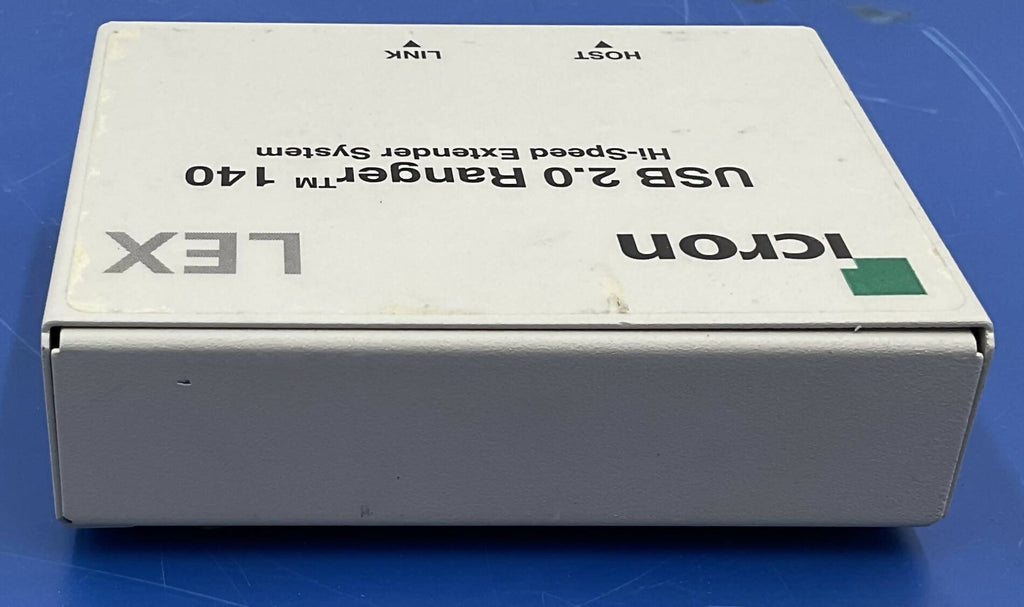 icron
LEX
USB 2.0 Ranger™ 140
Hi-Speed Extender System
HOST
LINK